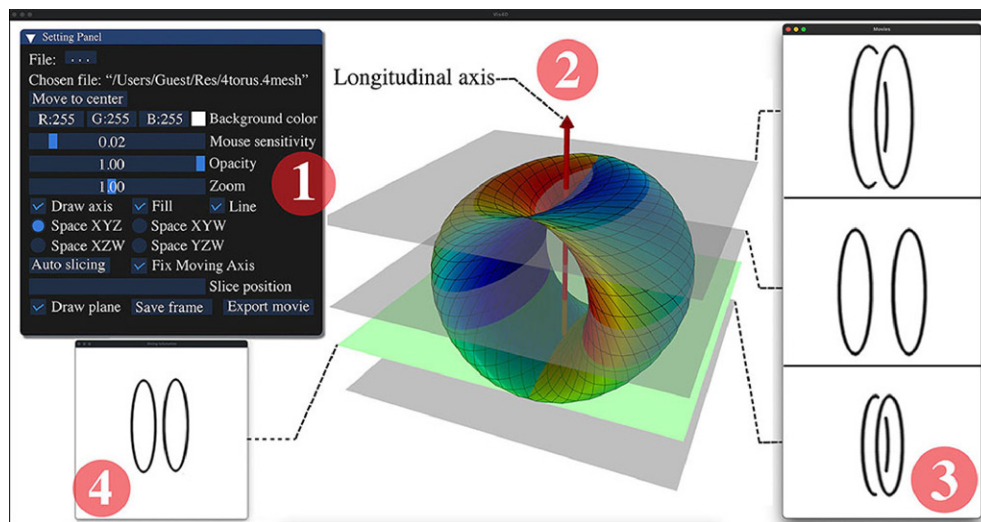 Setting Panel
File: ...
Chosen file: "/Users/Guest/Res/4torus.4mesh"
Move to center
R:255 G:255 B:255 Background color
0.02 Mouse sensitivity
1.00 Opacity
1.00 Zoom
Draw axis Fill Line
Space XYZ Space XYW
Space XZW Space YZW
Auto slicing Fix Moving Axis
Slice position
Draw plane Save frame Export movie
1
Longitudinal axis
2
Movies
3
4